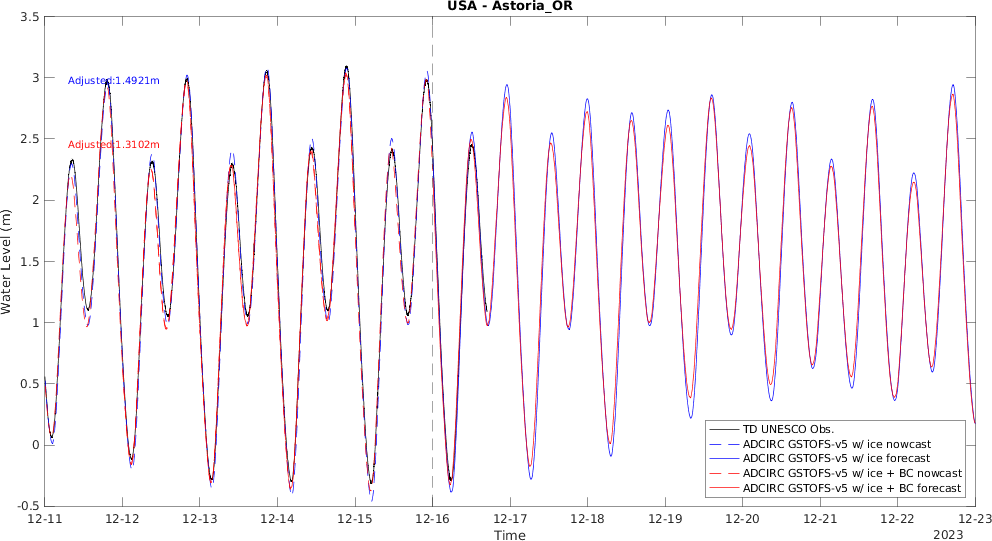 USA - Astoria_OR
3.5
3
2.5
2
1.5
1
0.5
0
-0.5
Water Level (m)
Adjusted:1.4921m
Adjusted:1.3102m
TD UNESCO Obs.
ADCIRC GSTOFS-v5 w/ ice nowcast
ADCIRC GSTOFS-v5 w/ ice forecast
ADCIRC GSTOFS-v5 w/ ice + BC nowcast
ADCIRC GSTOFS-v5 w/ ice + BC forecast
12-11 12-12 12-13 12-14 12-15 12-16 12-17 12-18 12-19 12-20 12-21 12-22 12-23
Time
2023